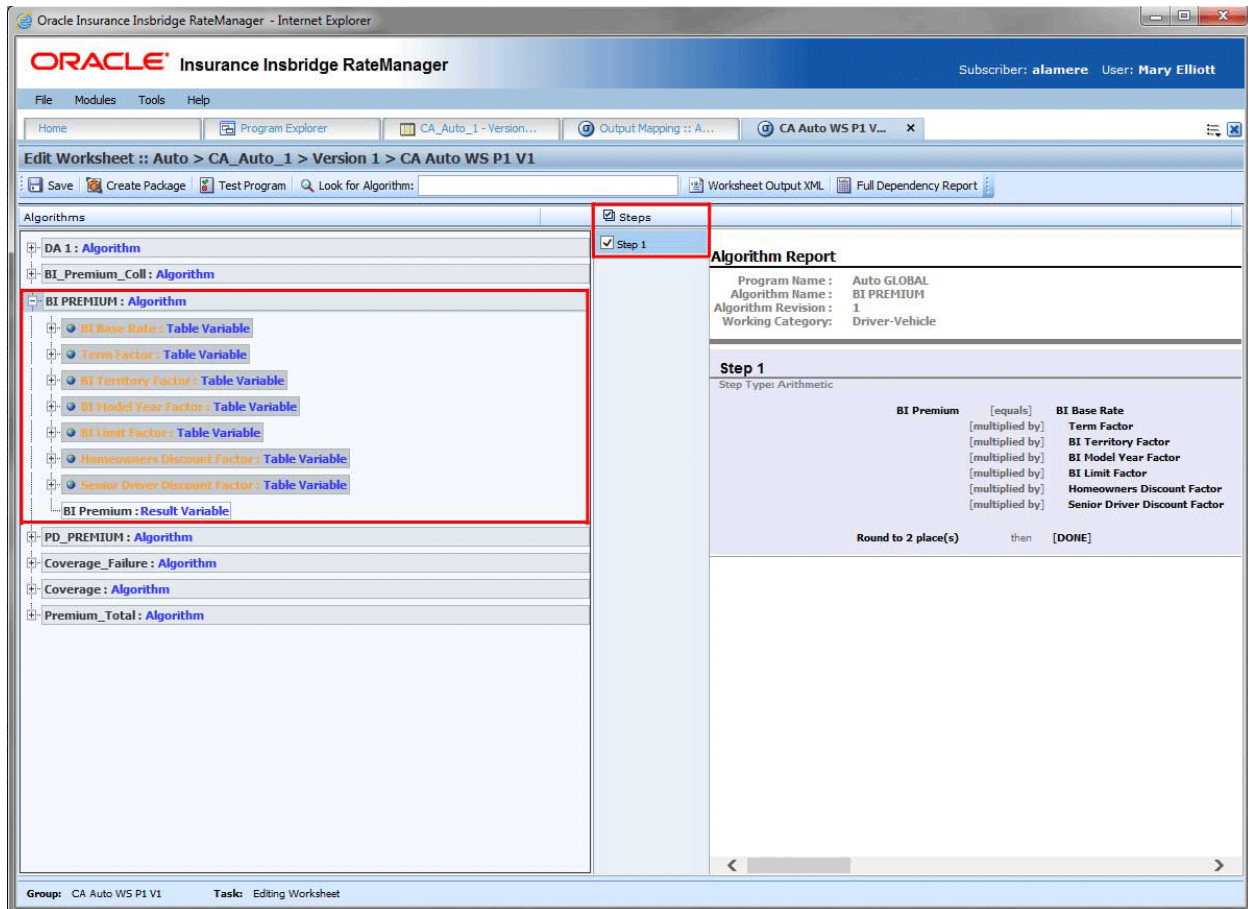 Oracle Insurance Insbridge RateManager - Internet Explorer
ORACLE Insurance Insbridge RateManager
Subscriber: alamere User: Mary Elliott
File Modules Tools Help
Home Program Explorer CA_Auto_1 - Version... Output Mapping :: A... CA Auto WS P1 V... x
Edit Worksheet :: Auto > CA_Auto_1 > Version 1 > CA Auto WS P1 V1
Save Create Package Test Program Look for Algorithm: Worksheet Output XML Full Dependency Report
Algorithms
DA 1 : Algorithm
BI_Premium_Coll : Algorithm
BI PREMIUM : Algorithm
BI Base Rate : Table Variable
Term Factor : Table Variable
BI Territory Factor : Table Variable
BI Model Year Factor : Table Variable
BI Limit Factor : Table Variable
Homeowners Discount Factor : Table Variable
Senior Driver Discount Factor : Table Variable
BI Premium : Result Variable
PD_PREMIUM : Algorithm
Coverage_Failure : Algorithm
Coverage : Algorithm
Premium_Total : Algorithm
Steps
Step 1
Algorithm Report
Program Name : Auto GLOBAL
Algorithm Name : BI PREMIUM
Algorithm Revision : 1
Working Category: Driver-Vehicle
Step 1
Step Type: Arithmetic
BI Premium [equals] BI Base Rate
[multiplied by] Term Factor
[multiplied by] BI Territory Factor
[multiplied by] BI Model Year Factor
[multiplied by] BI Limit Factor
[multiplied by] Homeowners Discount Factor
[multiplied by] Senior Driver Discount Factor
Round to 2 place(s) then [DONE]
Group: CA Auto WS P1 V1 Task: Editing Worksheet